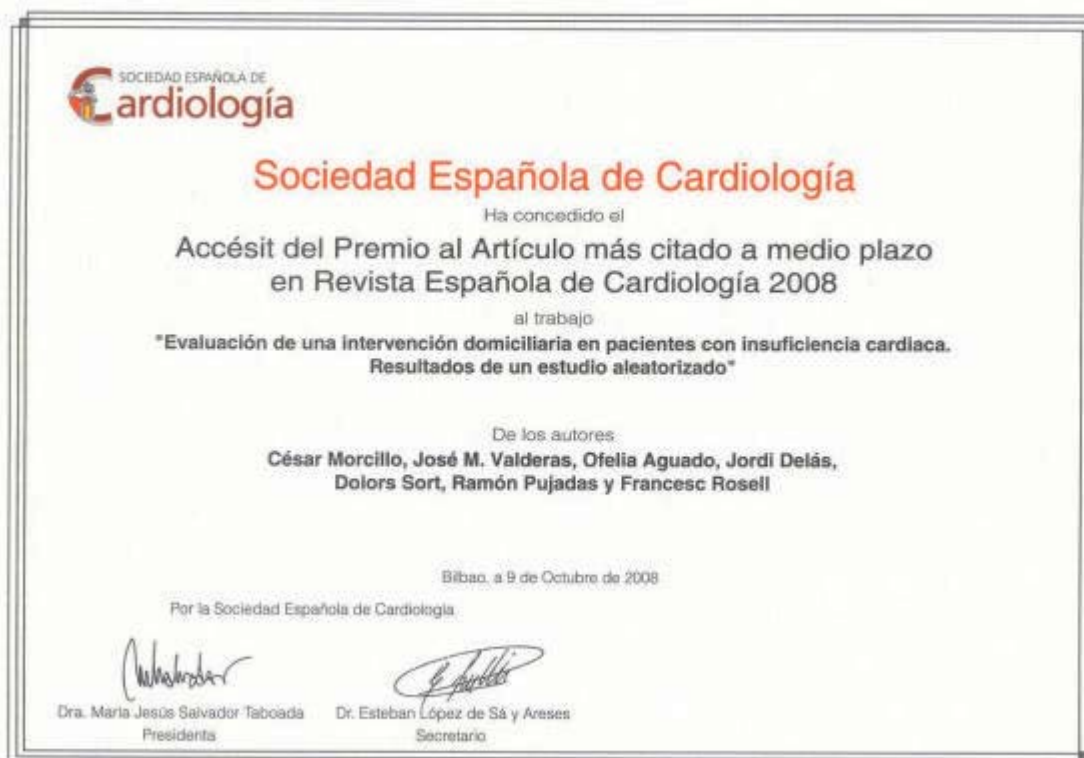 SOCIEDAD ESPAÑOLA DE
Cardiología
Sociedad Española de Cardiología
Ha concedido el
Accésit del Premio al Artículo más citado a medio plazo
en Revista Española de Cardiología 2008
al trabajo
"Evaluación de una intervención domiciliaria en pacientes con insuficiencia cardiaca.
Resultados de un estudio aleatorizado"
De los autores
César Morcillo, José M. Valderas, Ofelia Aguado, Jordi Delás,
Dolors Sort, Ramón Pujadas y Francesc Rosell
Bilbao, a 9 de Octubre de 2008
Por la Sociedad Española de Cardiología
Dra. María Jesús Salvador Taboada
Presidenta
Dr. Esteban López de Sá y Areses
Secretario